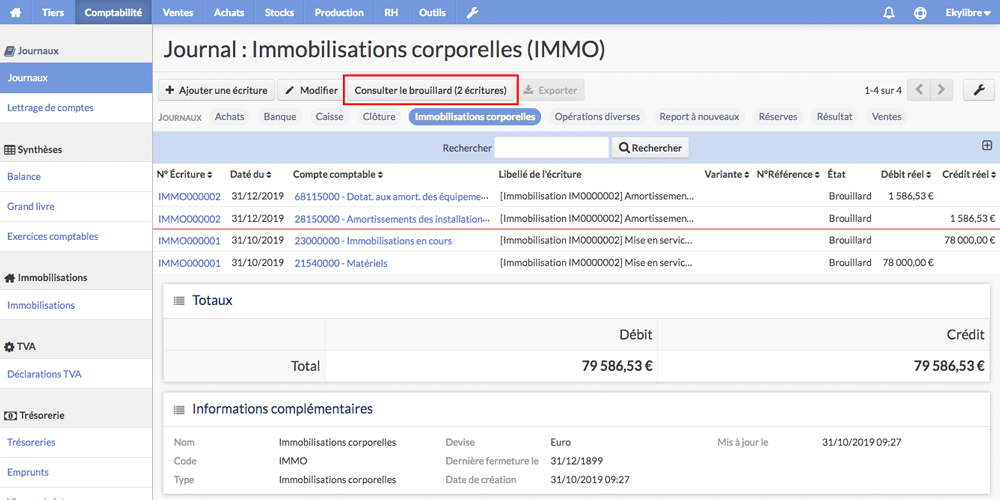 Tiers Comptabilité Ventes Achats Stocks Production RH Outils Ekylibre
Journaux
Journaux
Lettrage de comptes
Synthèses
Balance
Grand livre
Exercices comptables
Immobilisations
Immobilisations
TVA
Déclarations TVA
Trésorerie
Trésoreries
Emprunts
Journal : Immobilisations corporelles (IMMO)
Ajouter une écriture Modifier Consulter le brouillard (2 écritures) Exporter 1-4 sur 4
JOURNAUX Achats Banque Caisse Clôture Immobilisations corporelles Opérations diverses Report à nouveaux Réserves Résultat Ventes
Rechercher Rechercher
N° Écriture Daté du Compte comptable Libellé de l'écriture Variante N°Référence État Débit réel Crédit réel
IMMO000002 31/12/2019 68115000 - Dotat. aux amort. des équipeme... [Immobilisation IM0000002] Amortissemen... Brouillard 1 586,53 €
IMMO000002 31/12/2019 28150000 - Amortissements des installation... [Immobilisation IM0000002] Amortissemen... Brouillard 1 586,53 €
IMMO000001 31/10/2019 23000000 - Immobilisations en cours [Immobilisation IM0000002] Mise en servic... Brouillard 78 000,00 €
IMMO000001 31/10/2019 21540000 - Matériels [Immobilisation IM0000002] Mise en servic... Brouillard 78 000,00 €
Totaux
Débit Crédit
Total 79 586,53 € 79 586,53 €
Informations complémentaires
Nom Immobilisations corporelles Devise Euro Mis à jour le 31/10/2019 09:27
Code IMMO Dernière fermeture le 31/12/1899
Type Immobilisations corporelles Date de création 31/10/2019 09:27